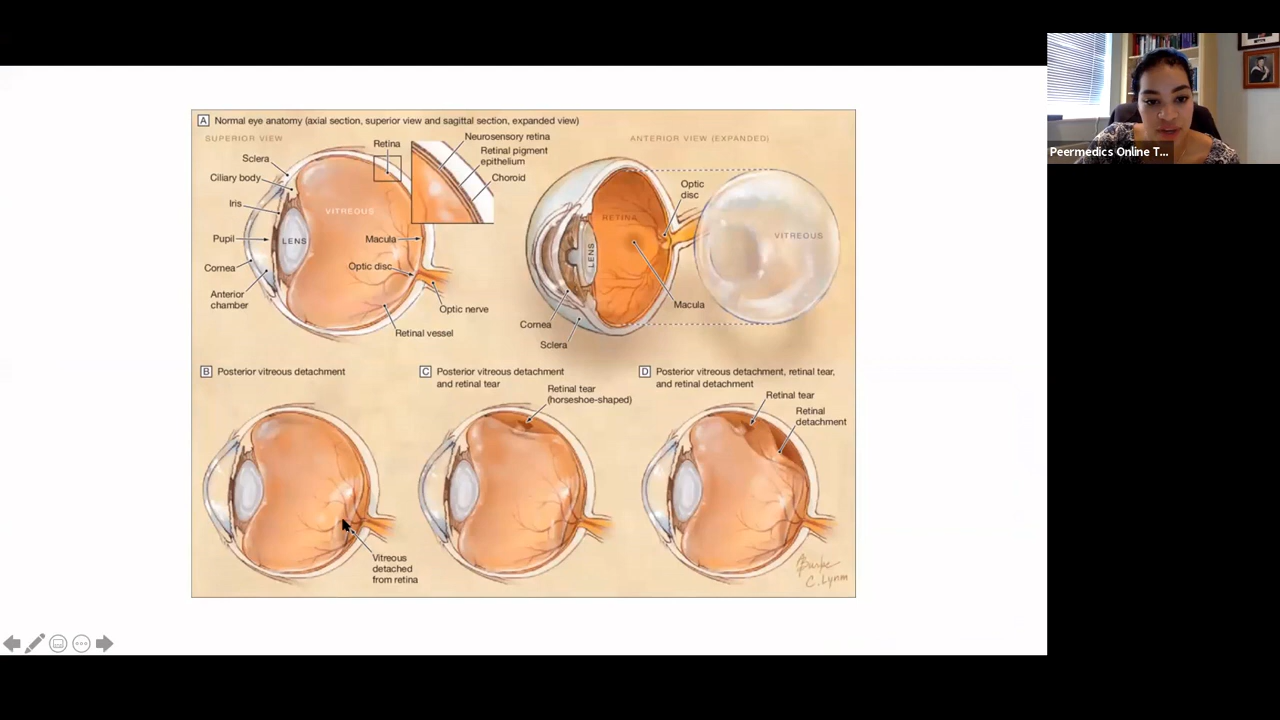 A Normal eye anatomy (axial section, superior view and sagittal section, expanded view)
SUPERIOR VIEW
Retina
Neurosensory retina
Retinal pigment
epithelium
Choroid
Sclera
Ciliary body
Iris
VITREOUS
Pupil
LENS
Macula
Cornea
Optic disc
Anterior
chamber
Optic nerve
Retinal vessel
ANTERIOR VIEW (EXPANDED)
Optic
disc
RETINA
VITREOUS
LENS
Macula
Cornea
Sclera
B Posterior vitreous detachment
Vitreous
detached
from retina
C Posterior vitreous detachment
and retinal tear
Retinal tear
(horseshoe-shaped)
D Posterior vitreous detachment, retinal tear,
and retinal detachment
Retinal tear
Retinal
detachment
C. Lynm
Peermedics Online T...